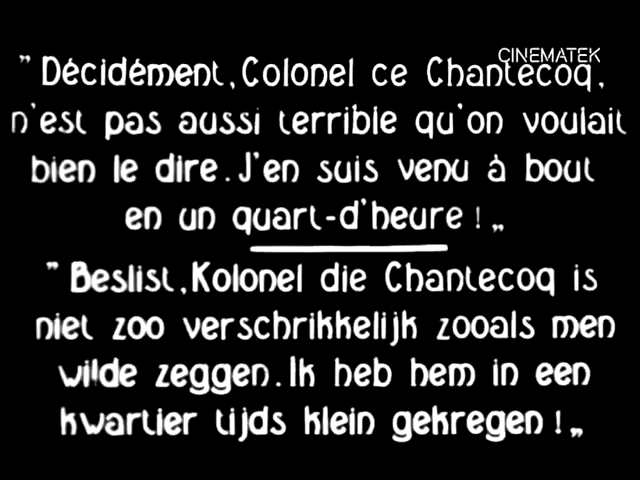 CINEMATEK
"Décidément, Colonel ce Chantecoq,
n'est pas aussi terrible qu'on voulait
bien le dire. J'en suis venu à bout
en un quart-d'heure !„
"Beslist, Kolonel die Chantecoq is
niet zoo verschrikkelijk zooals men
wilde zeggen. Ik heb hem in een
kwartier tijds klein gekregen !„